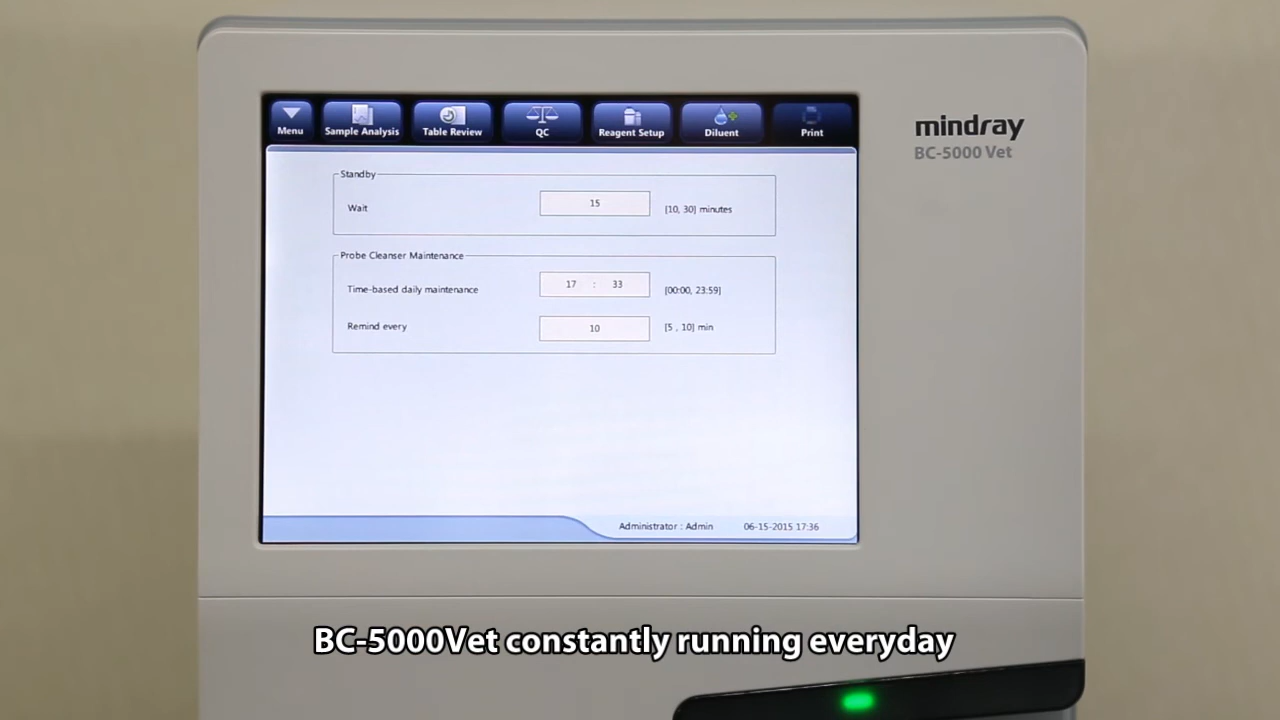 Menu Sample Analysis Table Review QC Reagent Setup Diluent Print
mindray
BC-5000 Vet
Standby
Wait 15 [10, 30] minutes
Probe Cleanser Maintenance
Time-based daily maintenance 17 : 33 [00:00, 23:59]
Remind every 10 [5 , 10] min
Administrator : Admin 06-15-2015 17:36
BC-5000Vet constantly running everyday